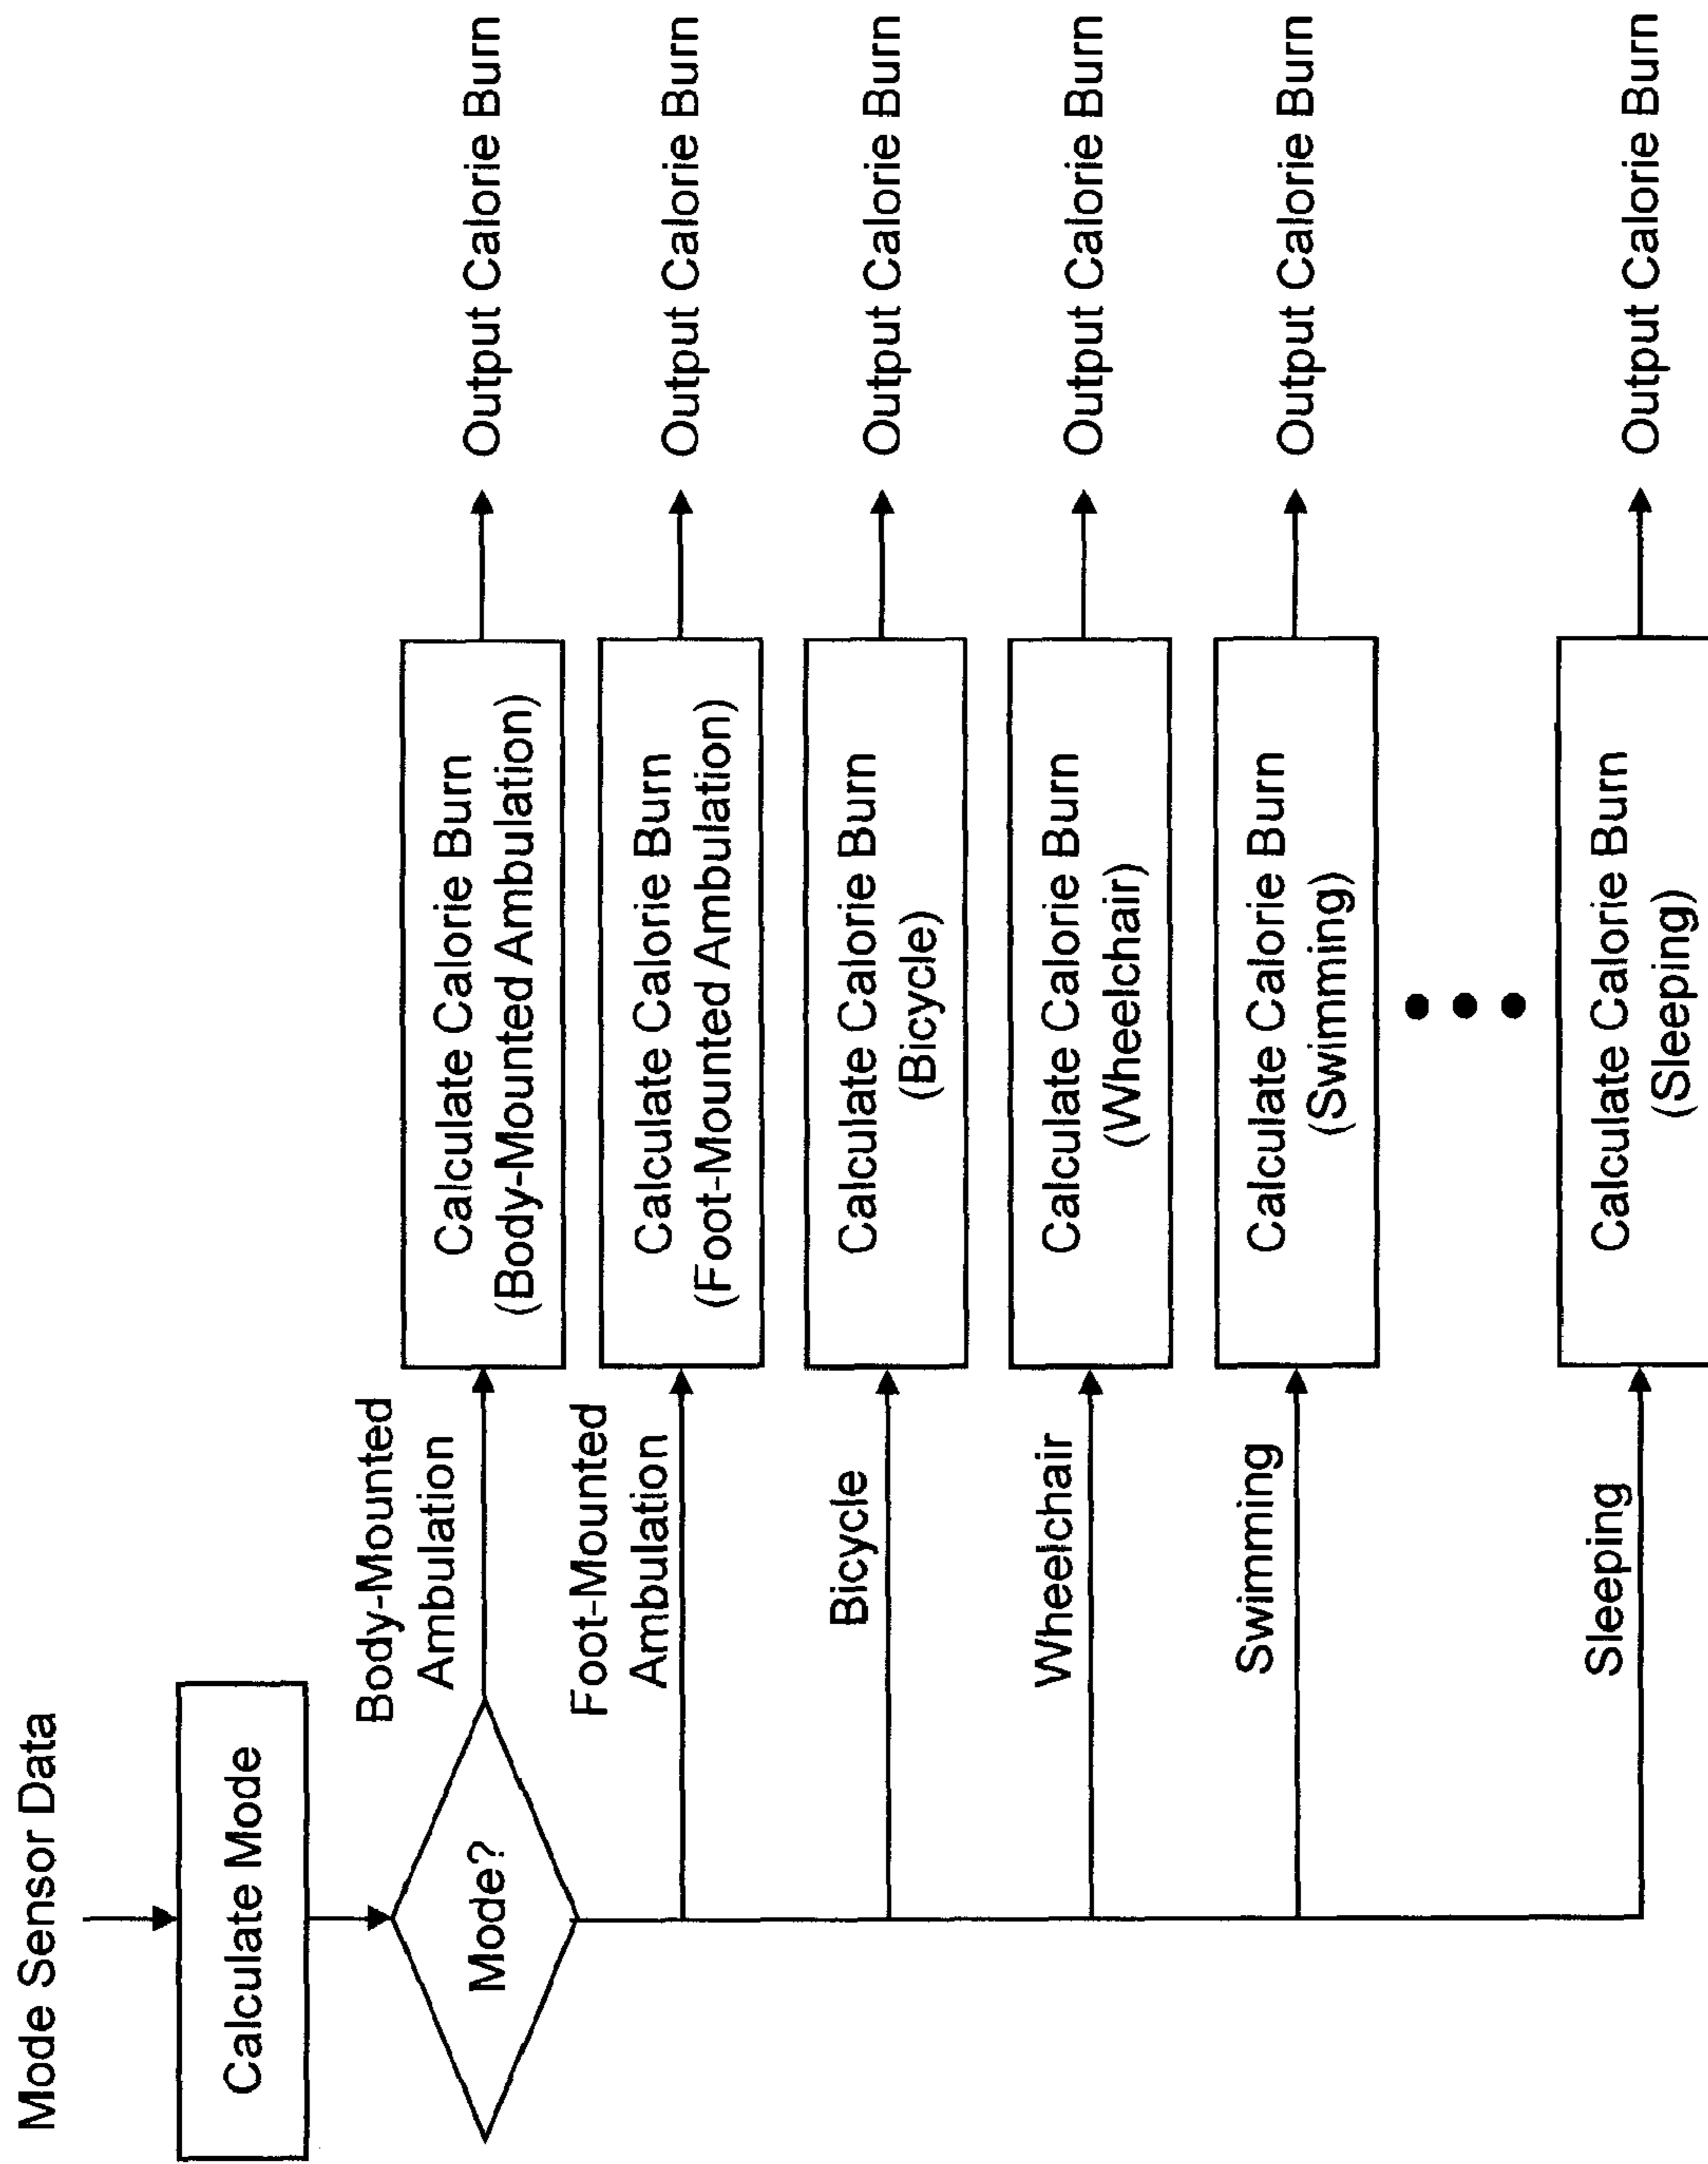 Mode Sensor Data
Calculate Mode
Mode?
Body-Mounted
Ambulation
Calculate Calorie Burn
(Body-Mounted Ambulation)
Output Calorie Burn
Foot-Mounted
Ambulation
Calculate Calorie Burn
(Foot-Mounted Ambulation)
Output Calorie Burn
Bicycle
Calculate Calorie Burn
(Bicycle)
Output Calorie Burn
Wheelchair
Calculate Calorie Burn
(Wheelchair)
Output Calorie Burn
Swimming
Calculate Calorie Burn
(Swimming)
Output Calorie Burn
Sleeping
Calculate Calorie Burn
(Sleeping)
Output Calorie Burn